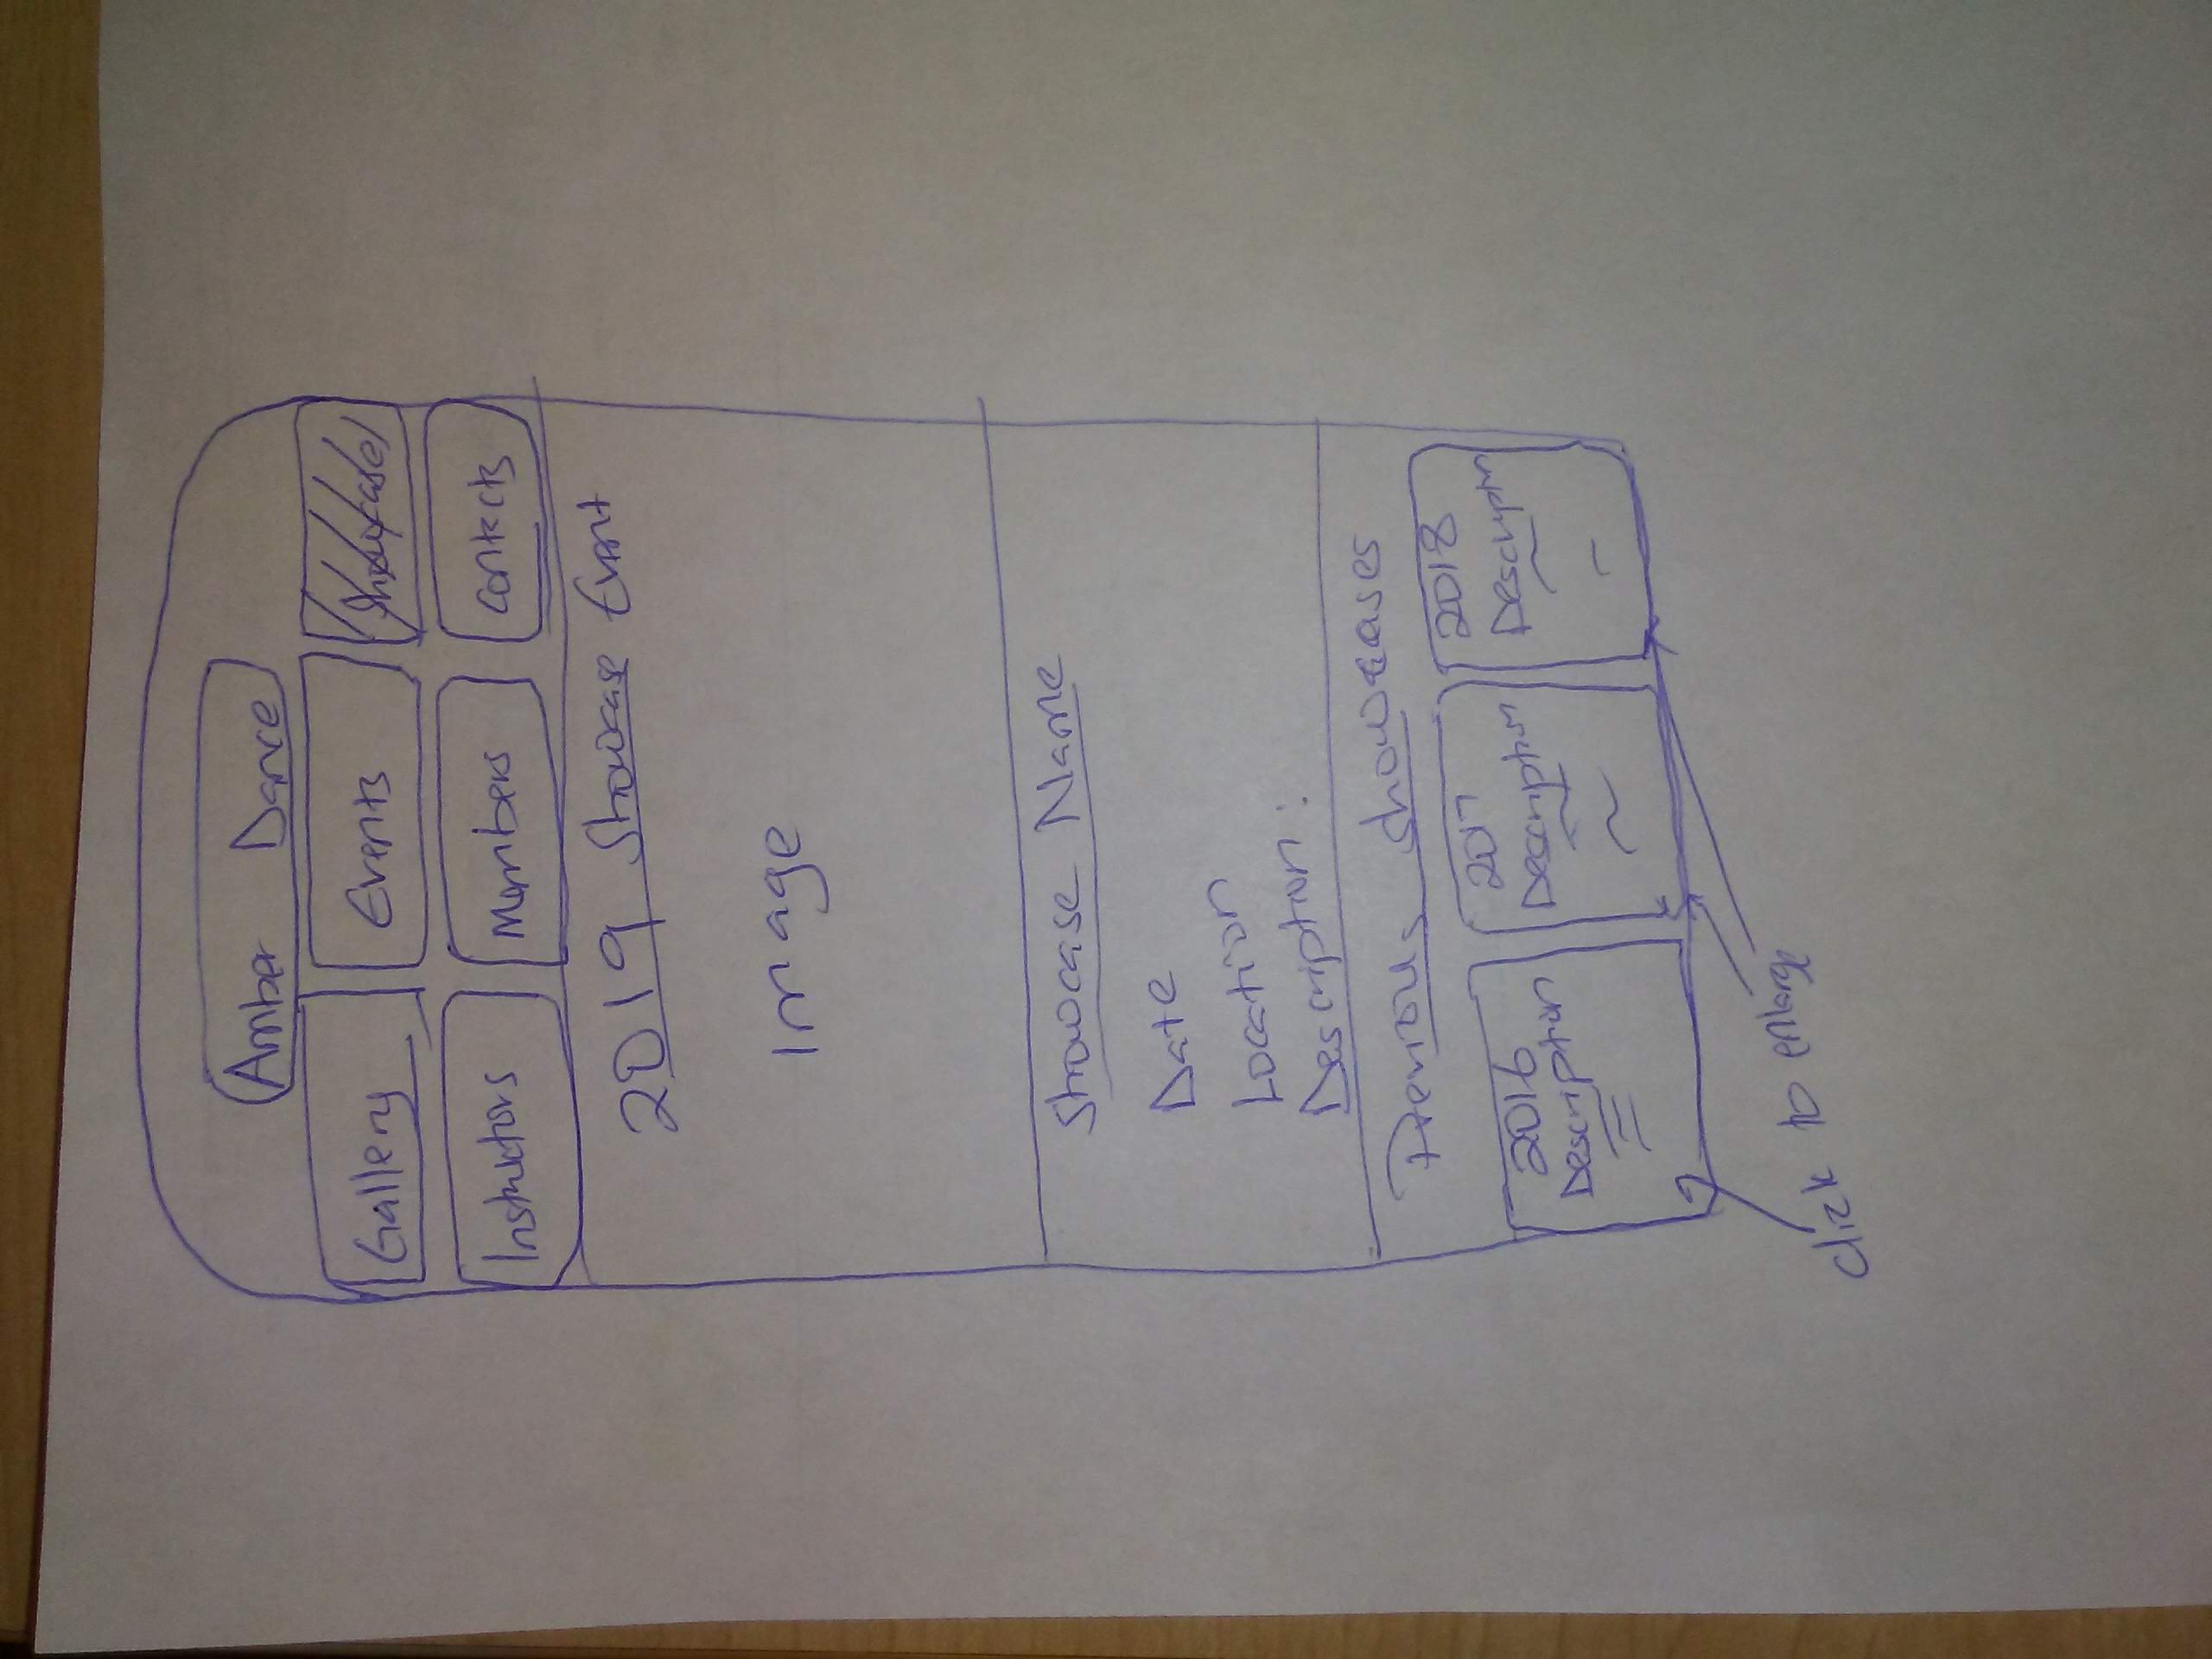 Amber Dance
Gallery Events Showcase
Instructors Members Contacts
2019 Showcase Event
Image
Showcase Name
Date
Location
Description:
Previous showcases
2016 2017 2018
Description Description Description
click to enlarge